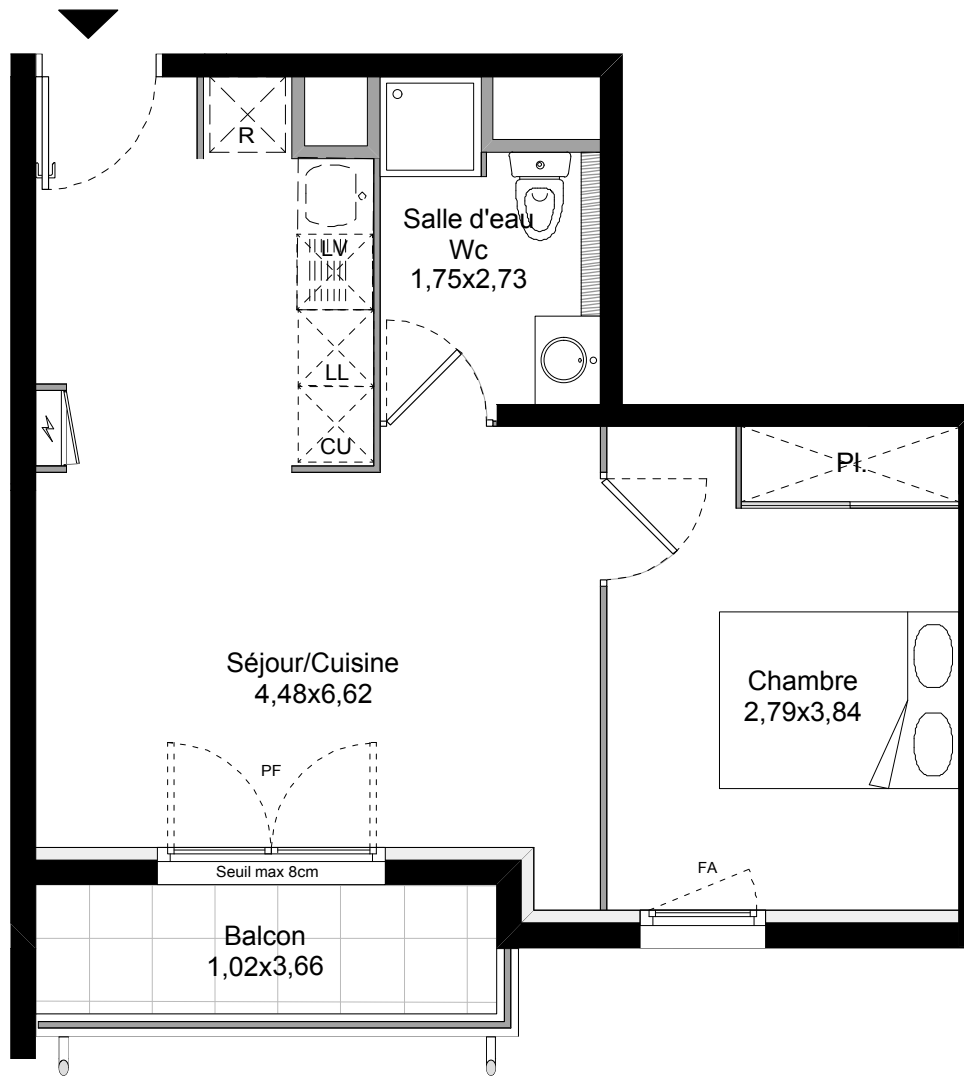 R
Salle d'eau
Wc
1,75x2,73
LV
LL
CU
Pl.
Séjour/Cuisine
4,48x6,62
Chambre
2,79x3,84
PF
Seuil max 8cm
FA
Balcon
1,02x3,66